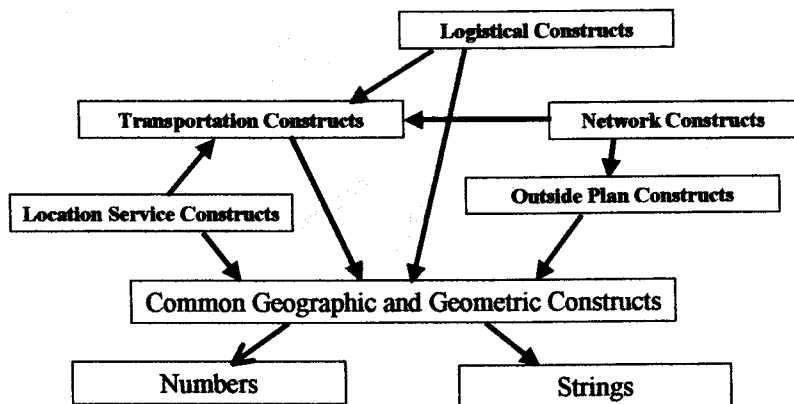 Logistical Constructs
Transportation Constructs
Network Constructs
Location Service Constructs
Outside Plan Constructs
Common Geographic and Geometric Constructs
Numbers
Strings